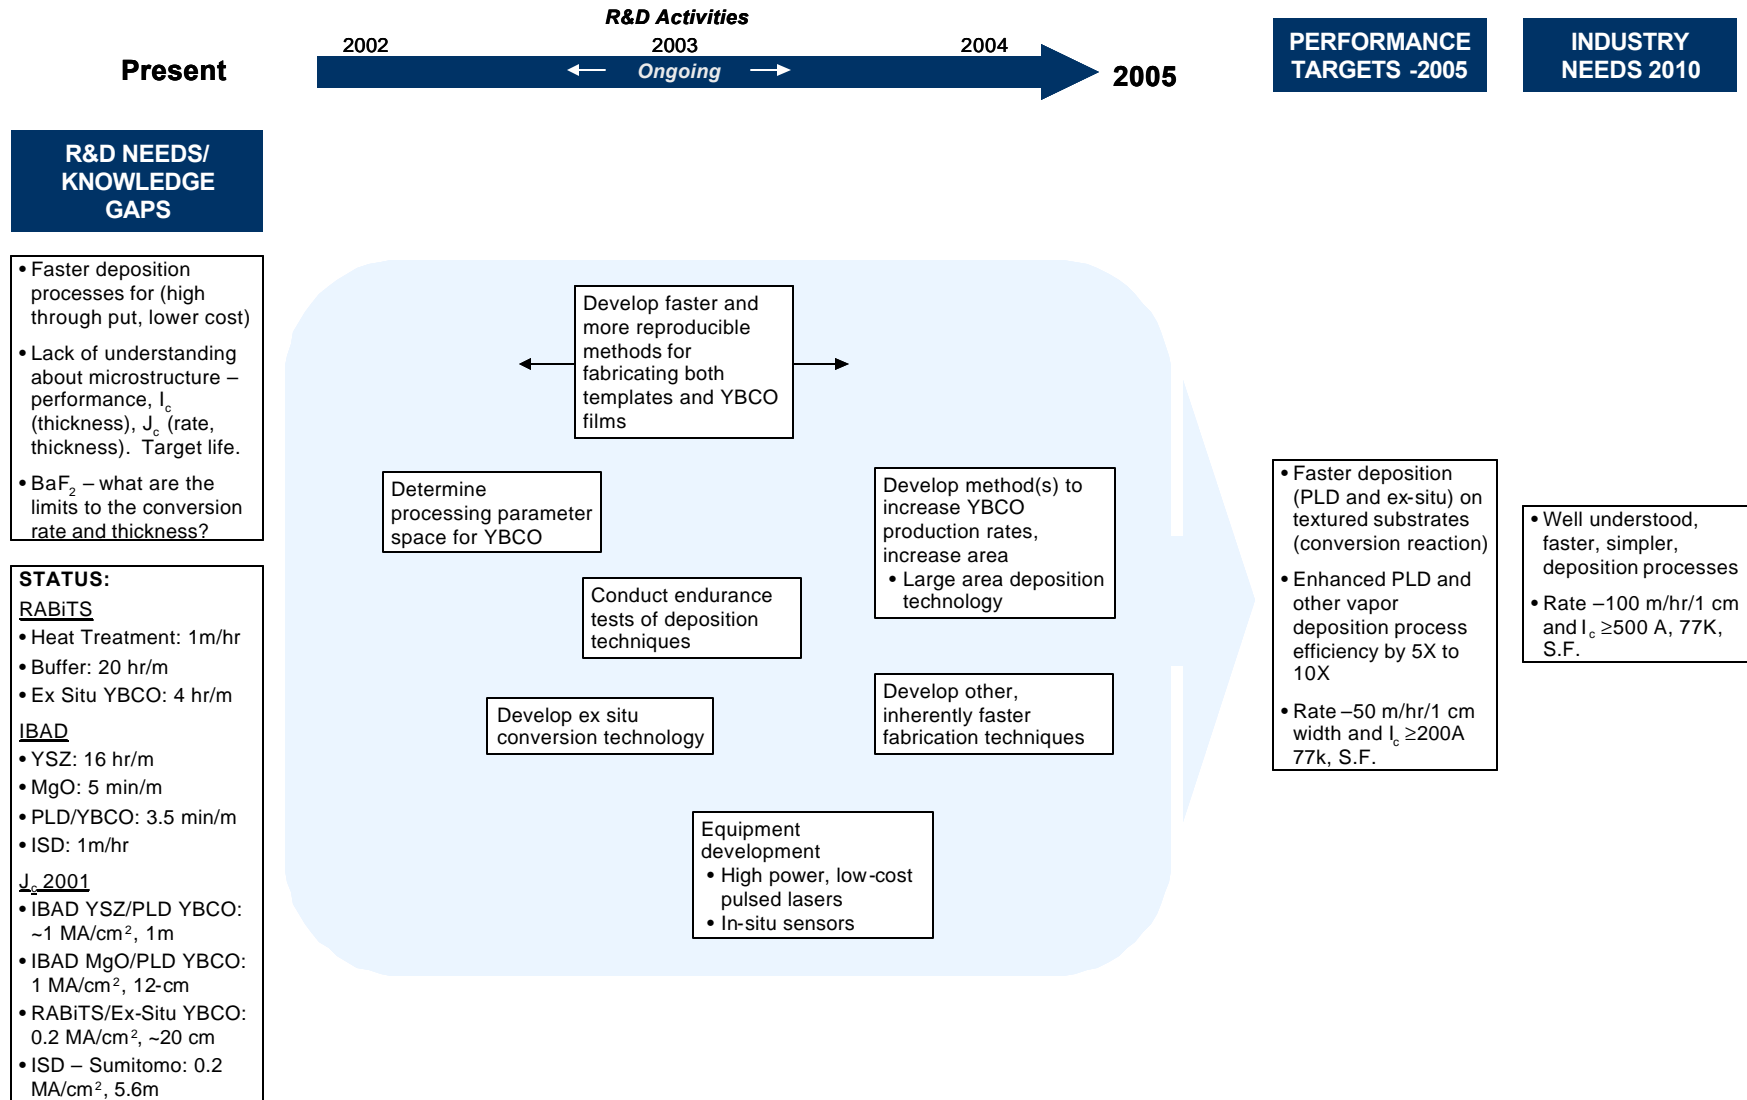 R&D Activities
2002
2003
2004
Present
Ongoing
2005
PERFORMANCE
TARGETS -2005
INDUSTRY
NEEDS 2010
R&D NEEDS/
KNOWLEDGE
GAPS
• Faster deposition
processes for (high
through put, lower cost)
• Lack of understanding
about microstructure –
performance, Ic
(thickness), Jc (rate,
thickness). Target life.
• BaF2 – what are the
limits to the conversion
rate and thickness?
STATUS:
RABiTS
• Heat Treatment: 1m/hr
• Buffer: 20 hr/m
• Ex Situ YBCO: 4 hr/m
IBAD
• YSZ: 16 hr/m
• MgO: 5 min/m
• PLD/YBCO: 3.5 min/m
• ISD: 1m/hr
Jc 2001
• IBAD YSZ/PLD YBCO:
~1 MA/cm², 1m
• IBAD MgO/PLD YBCO:
1 MA/cm², 12-cm
• RABiTS/Ex-Situ YBCO:
0.2 MA/cm², ~20 cm
• ISD – Sumitomo: 0.2
MA/cm², 5.6m
Develop faster and
more reproducible
methods for
fabricating both
templates and YBCO
films
Determine
processing parameter
space for YBCO
Conduct endurance
tests of deposition
techniques
Develop ex situ
conversion technology
Develop method(s) to
increase YBCO
production rates,
increase area
• Large area deposition
technology
Develop other,
inherently faster
fabrication techniques
Equipment
development
• High power, low-cost
pulsed lasers
• In-situ sensors
• Faster deposition
(PLD and ex-situ) on
textured substrates
(conversion reaction)
• Enhanced PLD and
other vapor
deposition process
efficiency by 5X to
10X
• Rate –50 m/hr/1 cm
width and Ic ≥200A
77k, S.F.
• Well understood,
faster, simpler,
deposition processes
• Rate –100 m/hr/1 cm
and Ic ≥500 A, 77K,
S.F.